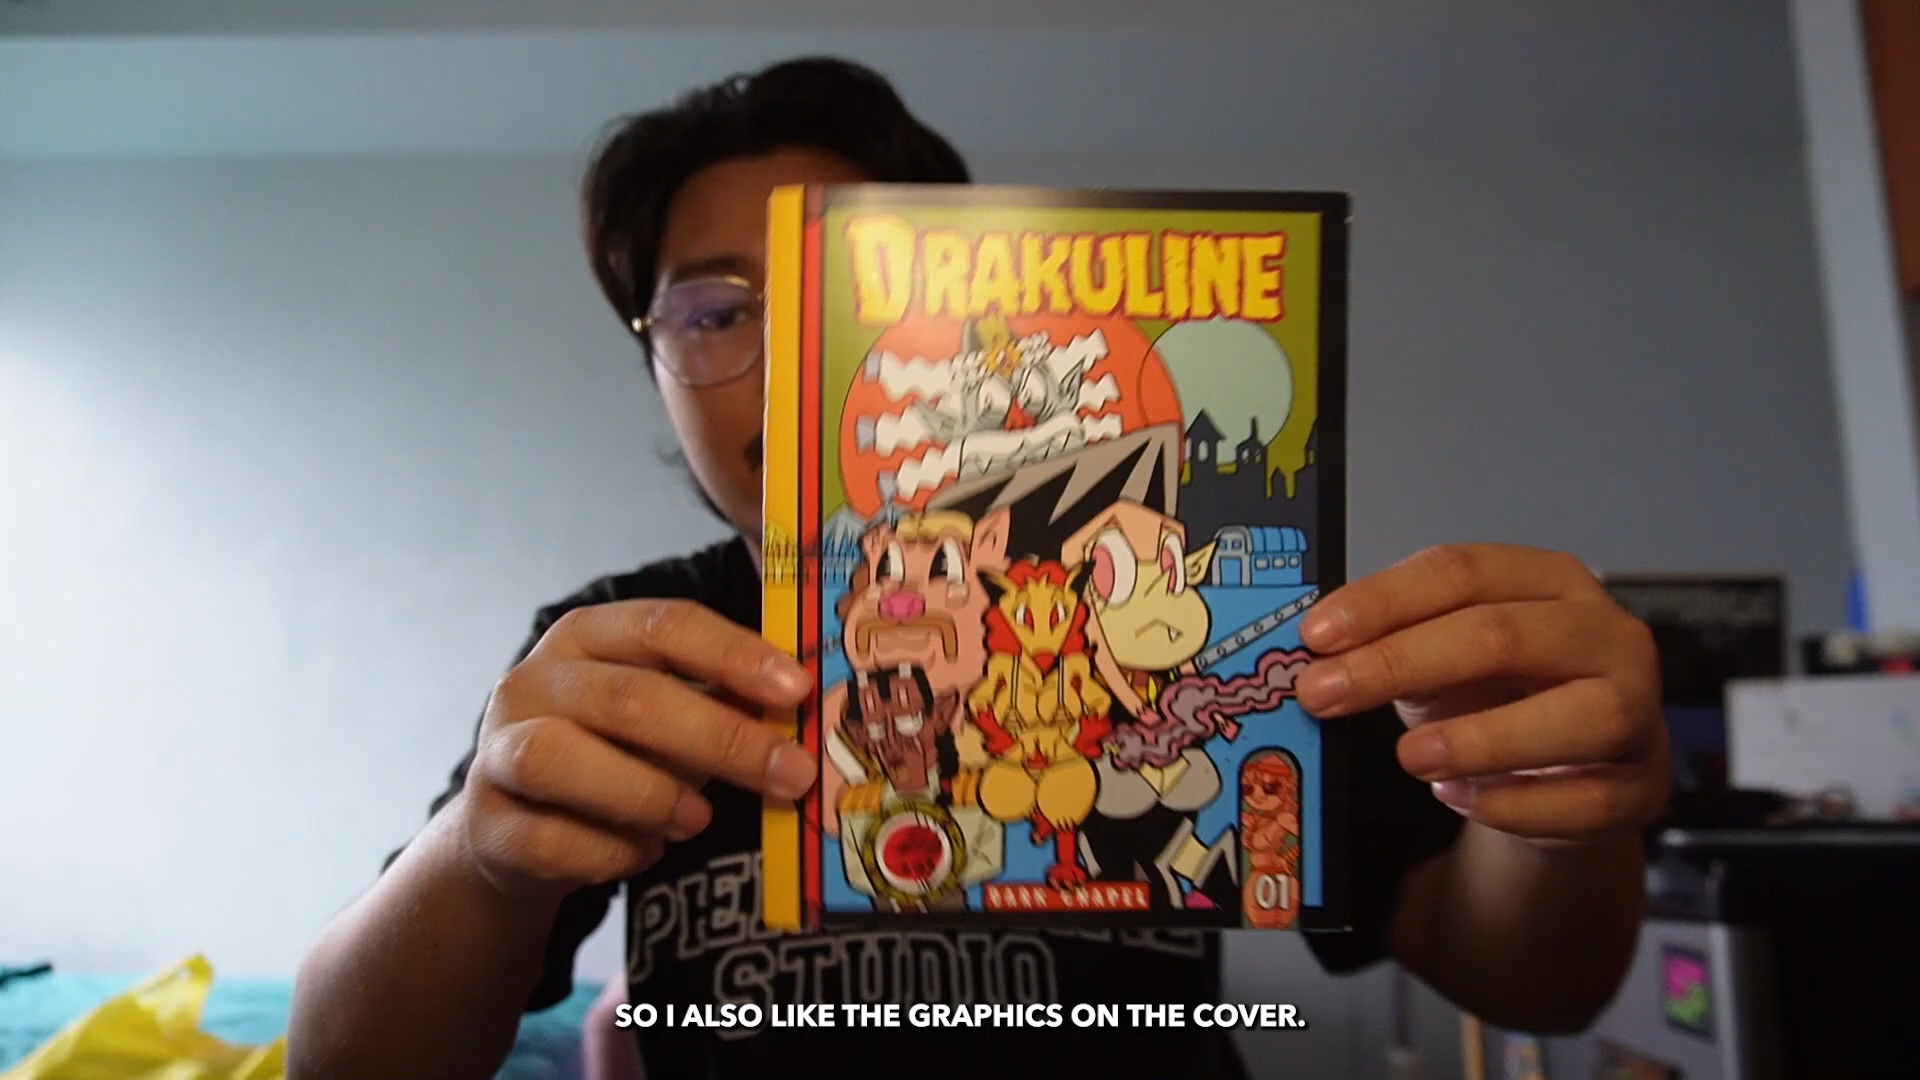 DRAKULINE
DARK CHAPEL
01
STUDIO
SO I ALSO LIKE THE GRAPHICS ON THE COVER.